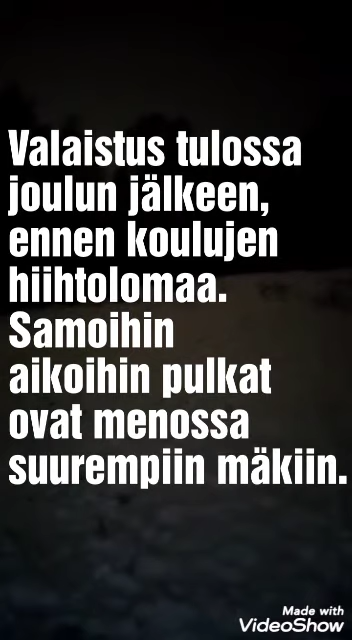 Valaistus tulossa
joulun jälkeen,
ennen koulujen
hiihtolomaa.
Samoihin
aikoihin pulkat
ovat menossa
suurempiin mäkiin.
Made with
VideoShow